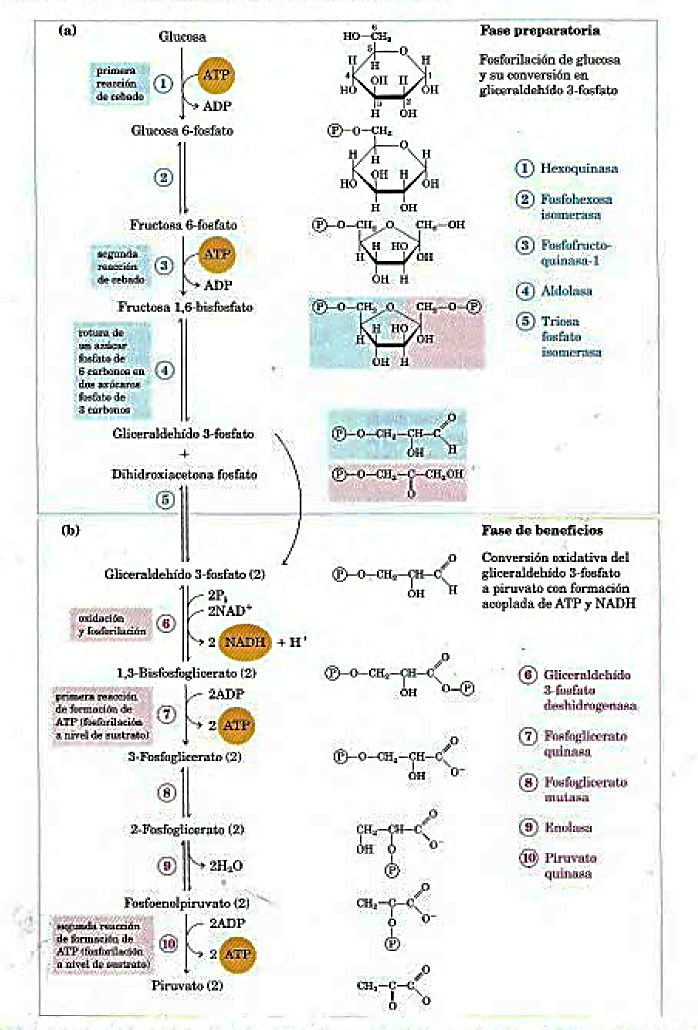 (a)
Glucosa
Fase preparatoria
Fosforilación de glucosa
y su conversión en
gliceraldehído 3-fosfato
primera
reacción
de cebado
1
ATP
ADP
Glucosa 6-fosfato
2
Fructosa 6-fosfato
segunda
reacción
de cebado
3
ATP
ADP
Fructosa 1,6-bisfosfato
rotura de
un azúcar
fosfato de
6 carbonos en
dos azúcares
fosfato de
3 carbonos
4
Gliceraldehído 3-fosfato
+
Dihidroxiacetona fosfato
5
1 Hexoquinasa
2 Fosfohexosa
isomerasa
3 Fosfofructo-
quinasa-1
4 Aldolasa
5 Triosa
fosfato
isomerasa
(b)
Fase de beneficios
Conversión oxidativa del
gliceraldehído 3-fosfato
a piruvato con formación
acoplada de ATP y NADH
Gliceraldehído 3-fosfato (2)
oxidación
y fosforilación
6
2Pi
2NAD+
2 NADH + H+
1,3-Bisfosfoglicerato (2)
primera reacción
de formación de
ATP (fosforilación
a nivel de sustrato)
7
2ADP
2 ATP
3-Fosfoglicerato (2)
8
2-Fosfoglicerato (2)
9
2H2O
Fosfoenolpiruvato (2)
segunda reacción
de formación de
ATP (fosforilación
a nivel de sustrato)
10
2ADP
2 ATP
Piruvato (2)
6 Gliceraldehído
3-fosfato
deshidrogenasa
7 Fosfoglicerato
quinasa
8 Fosfoglicerato
mutasa
9 Enolasa
10 Piruvato
quinasa